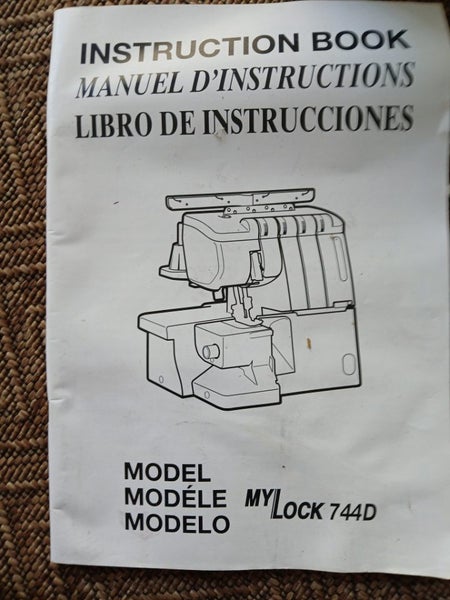 INSTRUCTION BOOK
MANUEL D'INSTRUCTIONS
LIBRO DE INSTRUCCIONES
MODEL
MODÉLE MYLOCK 744D
MODELO